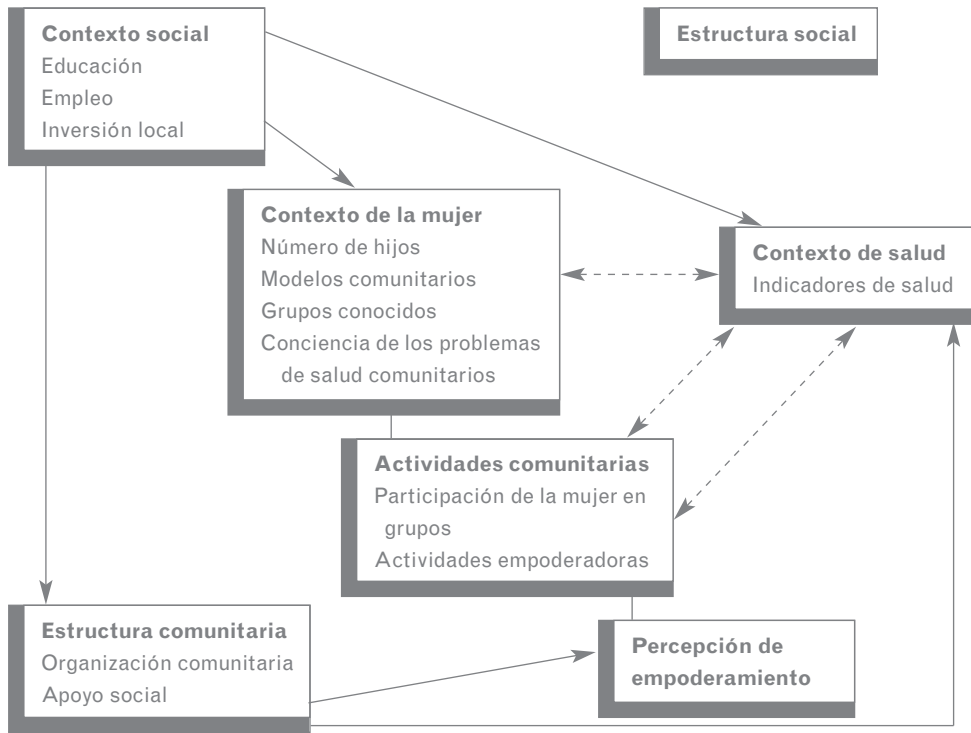 Contexto social
Educación
Empleo
Inversión local
Estructura social
Contexto de la mujer
Número de hijos
Modelos comunitarios
Grupos conocidos
Conciencia de los problemas
de salud comunitarios
Contexto de salud
Indicadores de salud
Actividades comunitarias
Participación de la mujer en
grupos
Actividades empoderadoras
Estructura comunitaria
Organización comunitaria
Apoyo social
Percepción de
empoderamiento